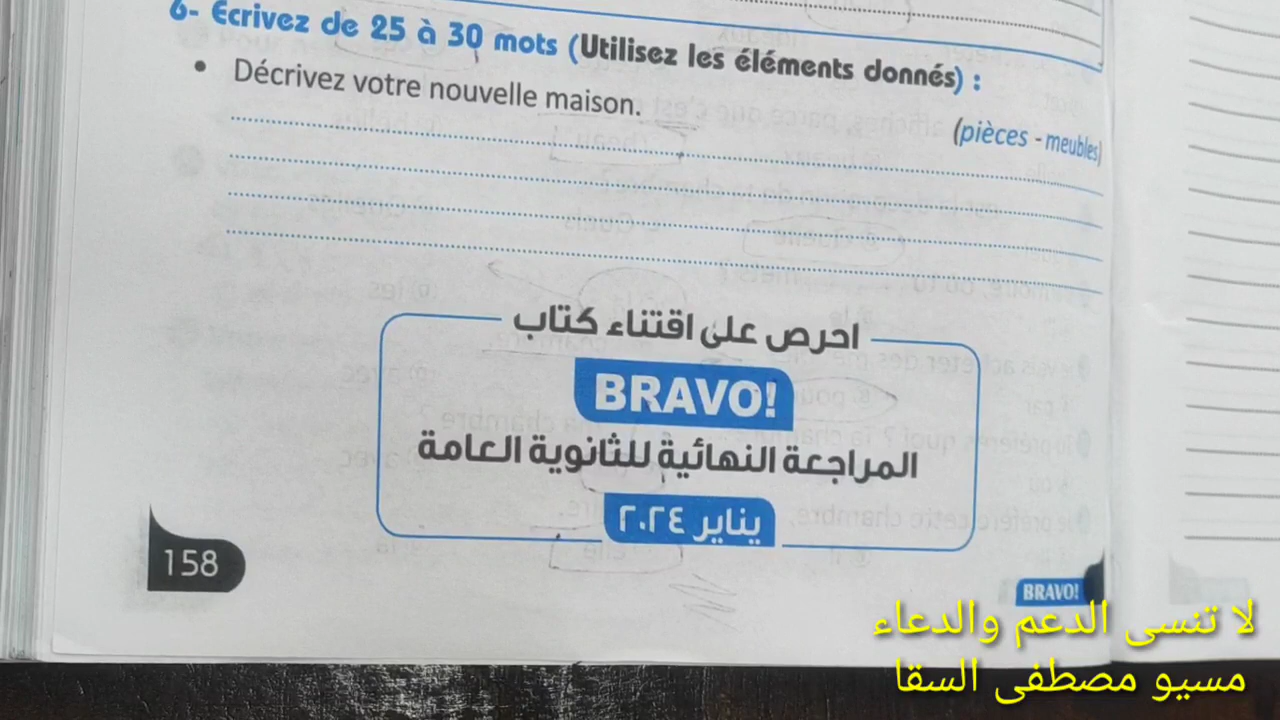 6- Ecrivez de 25 à 30 mots (Utilisez les éléments donnés) :
• Décrivez votre nouvelle maison.
(pièces - meubles)
احرص على اقتناء كتاب
BRAVO!
المراجعة النهائية للثانوية العامة
يناير ٢٠٢٤
158
BRAVO!
لا تنسى الدعم والدعاء
مسيو مصطفى السقا